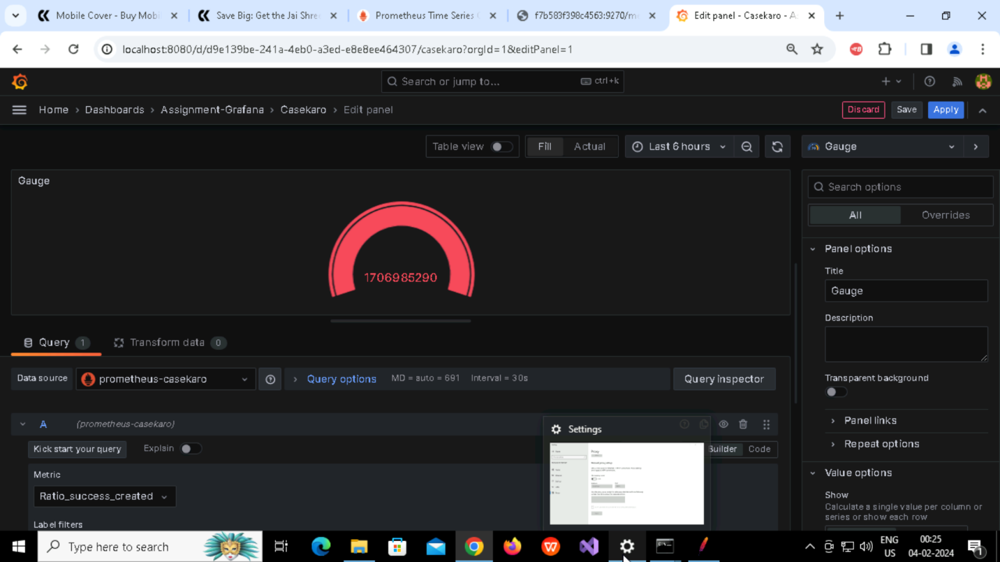 Mobile Cover - Buy Mobi
Save Big: Get the Jai Shre
Prometheus Time Series
f7b583f398c4563:9270/m
Edit panel - Casekaro - A
localhost:8080/d/d9e139be-241a-4eb0-a3ed-e8e8ee464307/casekaro?orgId=1&editPanel=1
Search or jump to...
ctrl+k
Home › Dashboards › Assignment-Grafana › Casekaro › Edit panel
Discard
Save
Apply
Table view
Fill
Actual
Last 6 hours
Gauge
Gauge
1706985290
Search options
All
Overrides
Panel options
Title
Gauge
Description
Transparent background
Panel links
Repeat options
Value options
Show
Calculate a single value per column or
series or show each row
Query 1
Transform data 0
Data source
prometheus-casekaro
Query options
MD = auto = 691
Interval = 30s
Query inspector
A
(prometheus-casekaro)
Kick start your query
Explain
Builder
Code
Metric
Ratio_success_created
Label filters
Settings
Proxy
Type here to search
ENG
US
00:25
04-02-2024
1